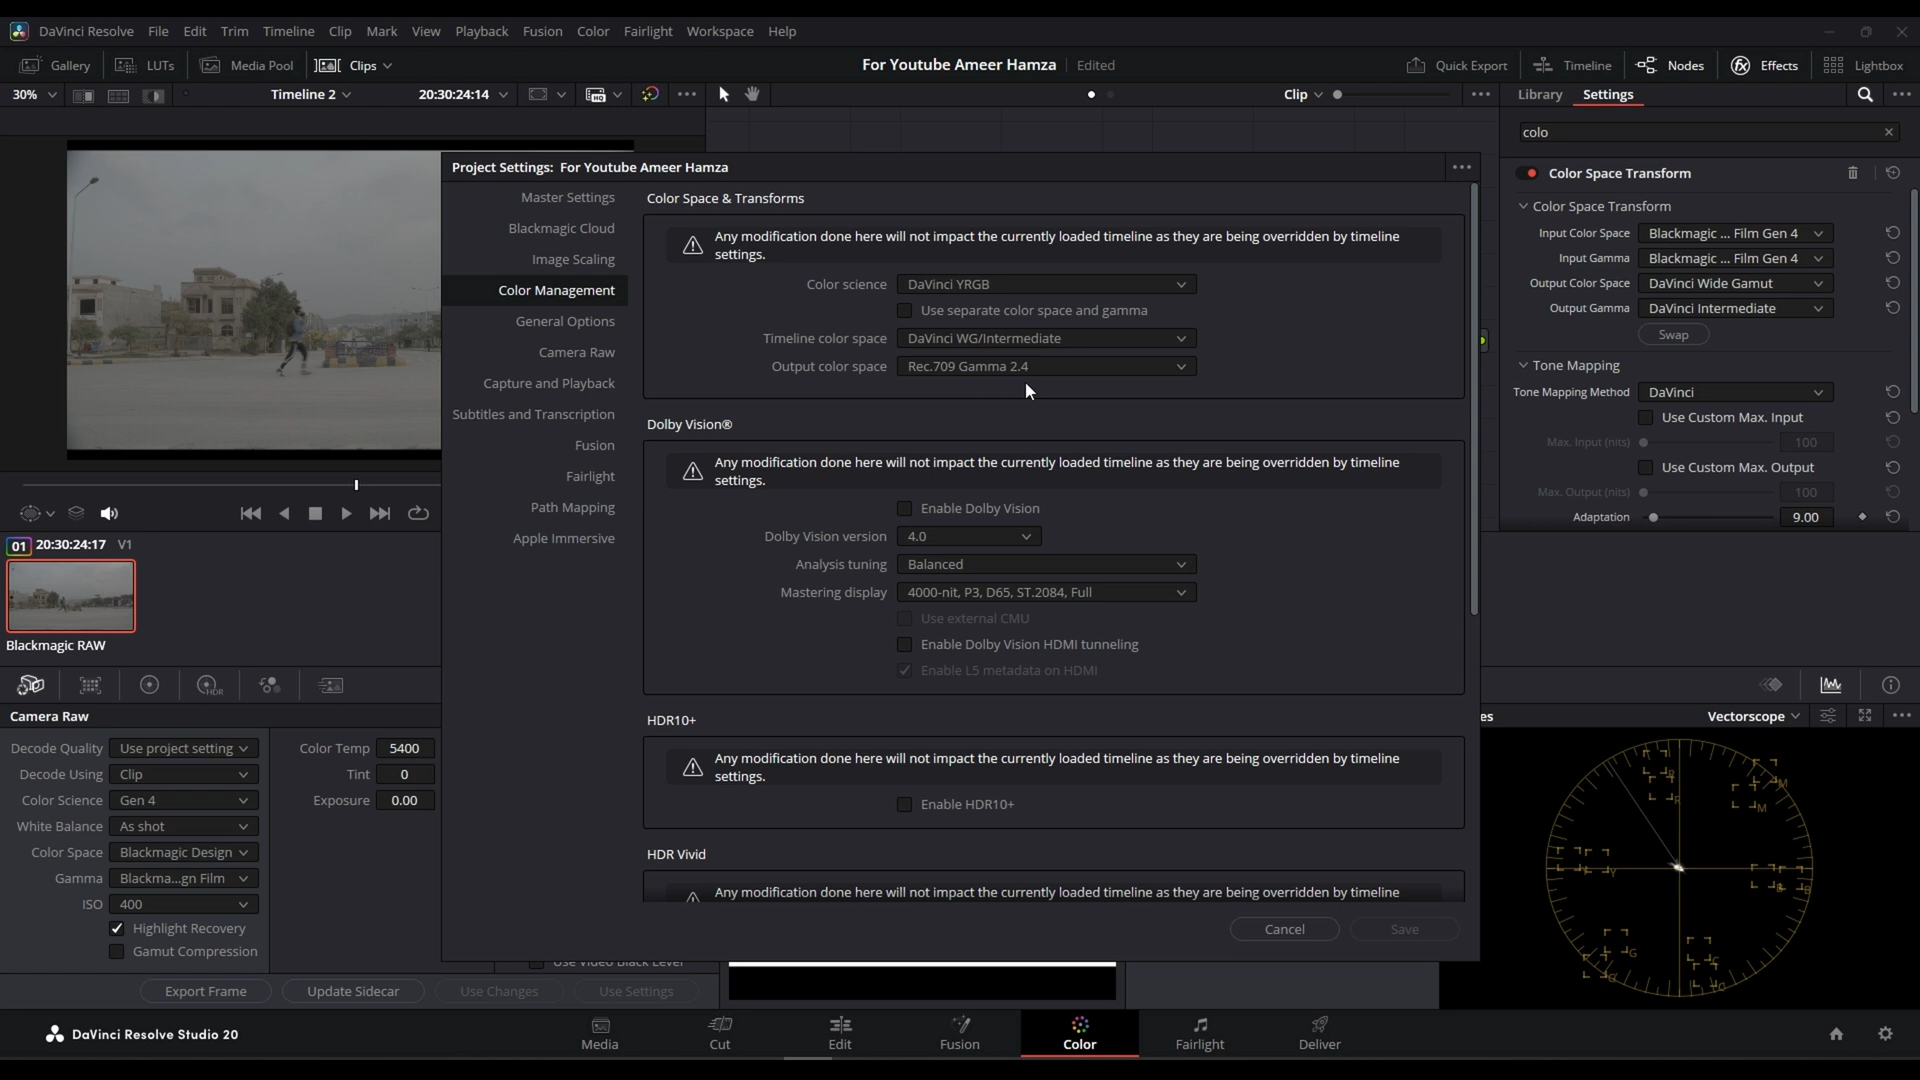 DaVinci Resolve File Edit Trim Timeline Clip Mark View Playback Fusion Color Fairlight Workspace Help
Gallery LUTs Media Pool Clips For Youtube Ameer Hamza Edited Quick Export Timeline Nodes Effects Lightbox
30% Timeline 2 20:30:24:14 Clip Library Settings
colo
Project Settings: For Youtube Ameer Hamza
Master Settings
Blackmagic Cloud
Image Scaling
Color Management
General Options
Camera Raw
Capture and Playback
Subtitles and Transcription
Fusion
Fairlight
Path Mapping
Apple Immersive
Color Space & Transforms
Any modification done here will not impact the currently loaded timeline as they are being overridden by timeline
settings.
Color science DaVinci YRGB
Use separate color space and gamma
Timeline color space DaVinci WG/Intermediate
Output color space Rec.709 Gamma 2.4
Dolby Vision®
Any modification done here will not impact the currently loaded timeline as they are being overridden by timeline
settings.
Enable Dolby Vision
Dolby Vision version 4.0
Analysis tuning Balanced
Mastering display 4000-nit, P3, D65, ST.2084, Full
Use external CMU
Enable Dolby Vision HDMI tunneling
Enable L5 metadata on HDMI
HDR10+
Any modification done here will not impact the currently loaded timeline as they are being overridden by timeline
settings.
Enable HDR10+
HDR Vivid
Any modification done here will not impact the currently loaded timeline as they are being overridden by timeline
Cancel Save
Color Space Transform
Color Space Transform
Input Color Space Blackmagic ... Film Gen 4
Input Gamma Blackmagic ... Film Gen 4
Output Color Space DaVinci Wide Gamut
Output Gamma DaVinci Intermediate
Swap
Tone Mapping
Tone Mapping Method DaVinci
Use Custom Max. Input
Max. Input (nits) 100
Use Custom Max. Output
Max. Output (nits) 100
Adaptation 9.00
01 20:30:24:17 V1
Blackmagic RAW
HDR
Camera Raw
Decode Quality Use project setting
Decode Using Clip
Color Science Gen 4
White Balance As shot
Color Space Blackmagic Design
Gamma Blackma...gn Film
ISO 400
Highlight Recovery
Gamut Compression
Color Temp 5400
Tint 0
Exposure 0.00
Use Video Black Level
Export Frame Update Sidecar Use Changes Use Settings
es Vectorscope
R
R
M
M
Y
B
B
G
G
C
DaVinci Resolve Studio 20 Media Cut Edit Fusion Color Fairlight Deliver